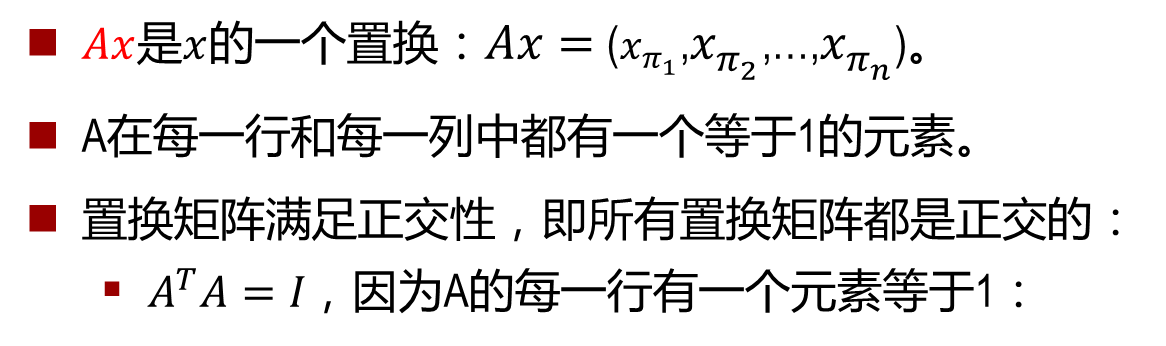 Ax是x的一个置换：Ax = (x_{π_1},x_{π_2},…,x_{π_n})。
A在每一行和每一列中都有一个等于1的元素。
置换矩阵满足正交性，即所有置换矩阵都是正交的：
A^T A = I，因为A的每一行有一个元素等于1：